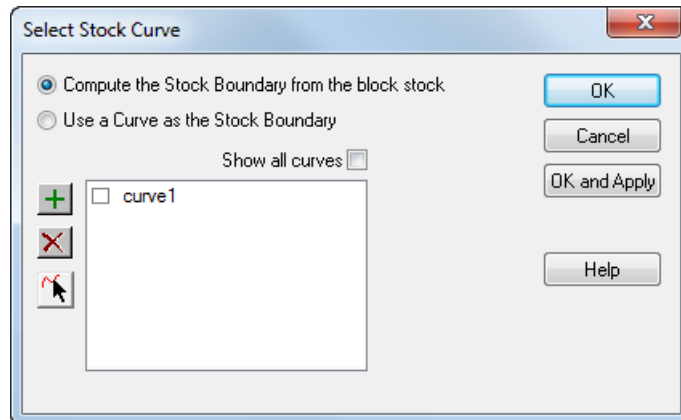 Select Stock Curve
Compute the Stock Boundary from the block stock
Use a Curve as the Stock Boundary
Show all curves
curve1
OK
Cancel
OK and Apply
Help